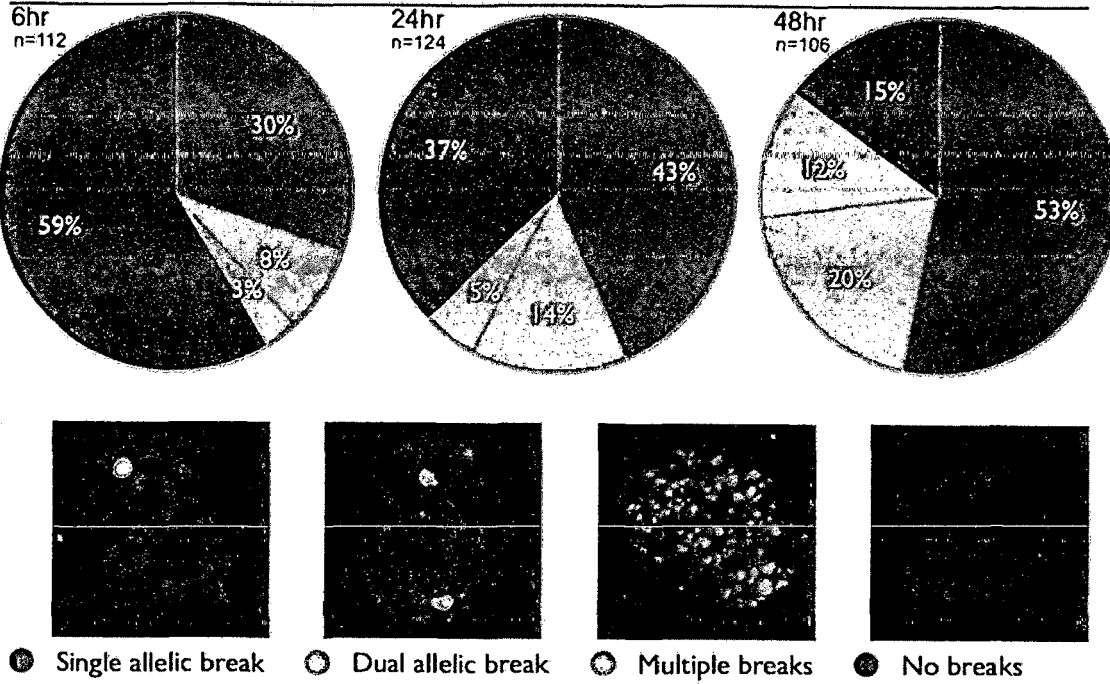 6hr
n=112
24hr
n=124
48hr
n=106
30%
8%
3%
59%
43%
14%
5%
37%
53%
20%
12%
15%
Single allelic break
Dual allelic break
Multiple breaks
No breaks